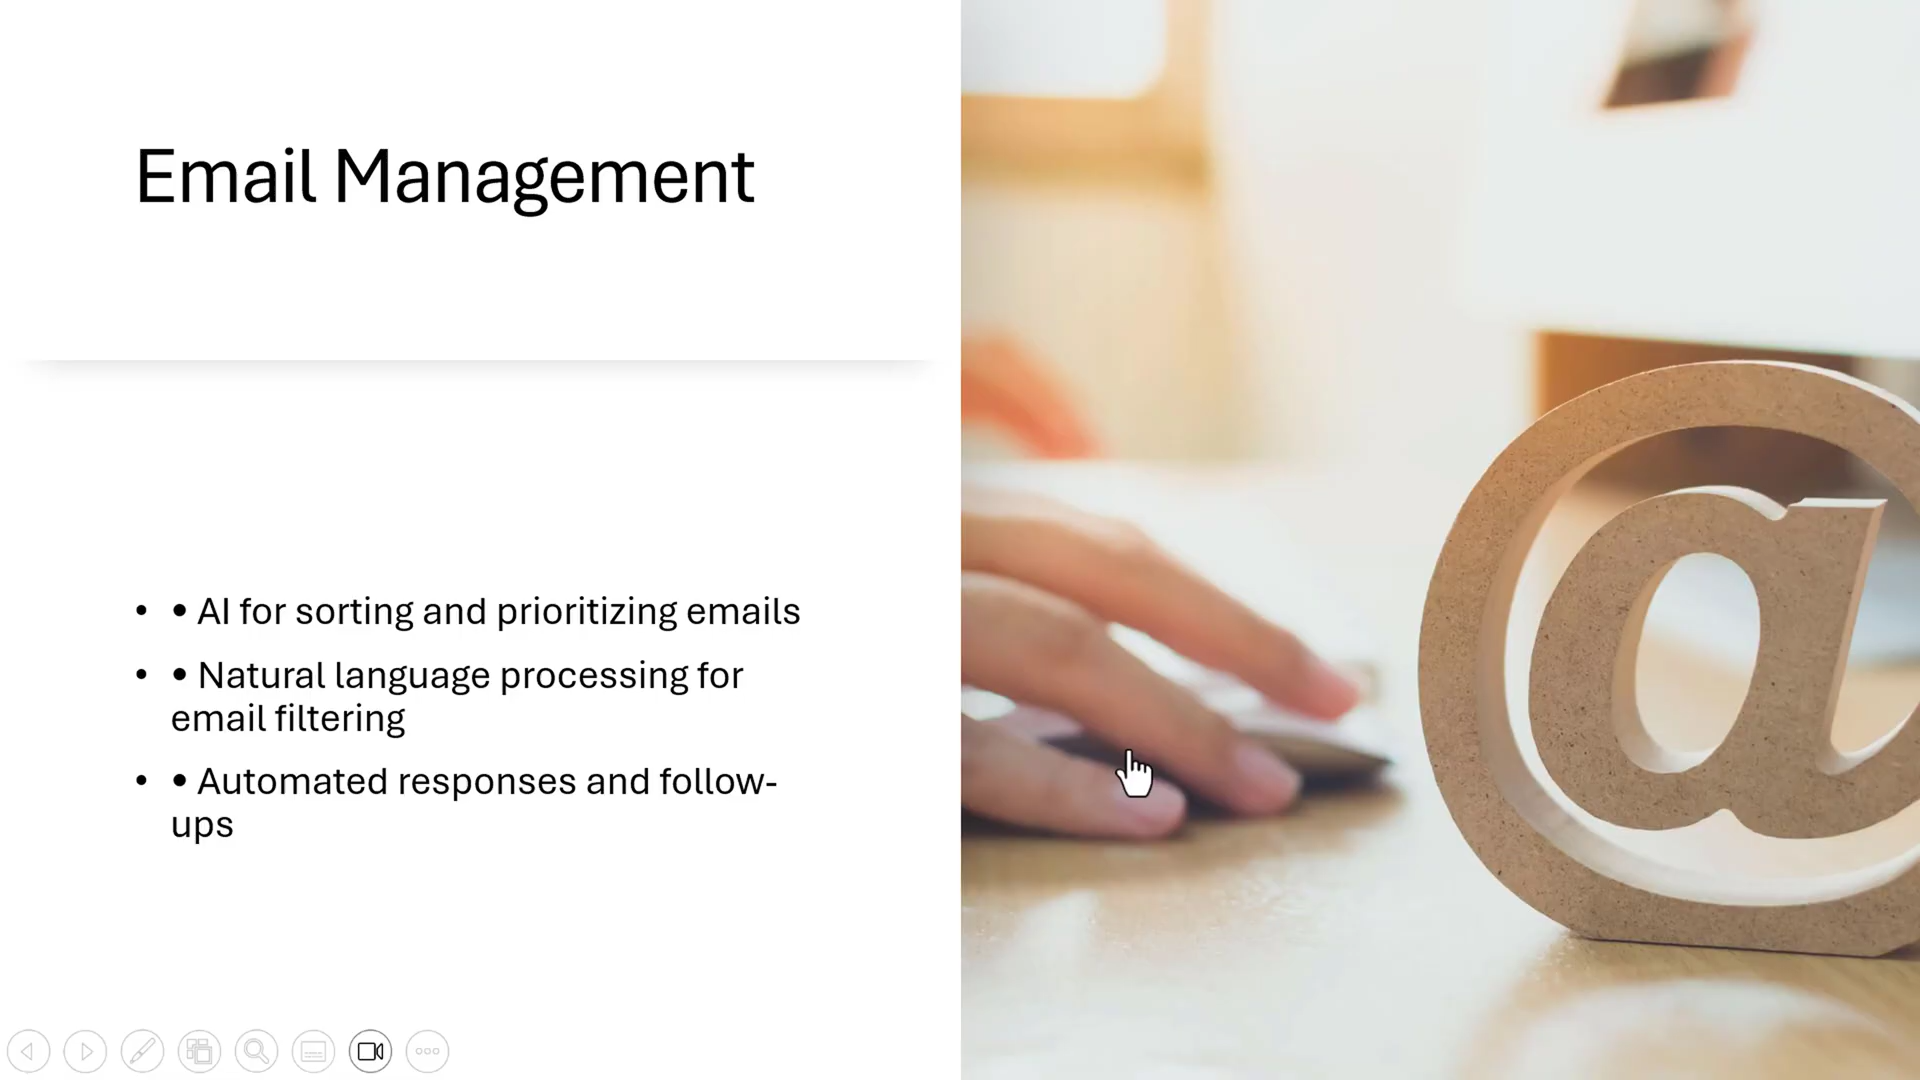 Email Management
• • AI for sorting and prioritizing emails
• • Natural language processing for
email filtering
• • Automated responses and follow-
ups
@